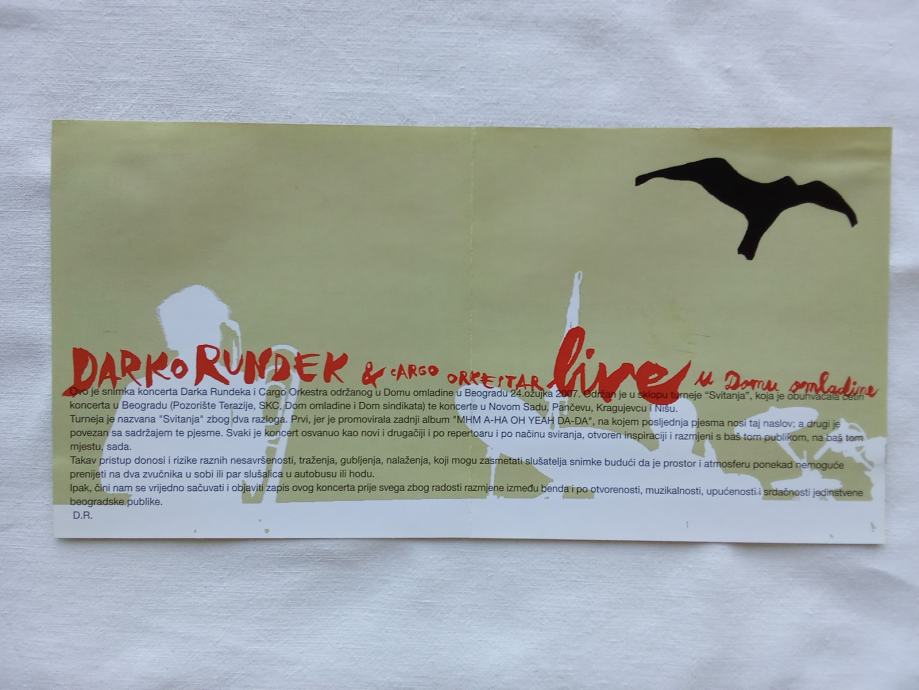 DARKO RUNDEK & CARGO ORKESTAR live u Domu omladine
Ovo je snimka koncerta Darka Rundeka i Cargo Orkestra održanog u Domu omladine u Beogradu 24.ožujka 2007. Održan je u sklopu turneje "Svitanja", koja je obuhvaćala četiri
koncerta u Beogradu (Pozorište Terazije, SKC, Dom omladine i Dom sindikata) te koncerte u Novom Sadu, Pančevu, Kragujevcu i Nišu.
Turneja je nazvana "Svitanja" zbog dva razloga. Prvi, jer je promovirala zadnji album "MHM A-HA OH YEAH DA-DA", na kojem posljednja pjesma nosi taj naslov; a drugi je
povezan sa sadržajem te pjesme. Svaki je koncert osvanuo kao novi i drugačiji i po repertoaru i po načinu sviranja, otvoren inspiraciji i razmjeni s baš tom publikom, na baš tom
mjestu, sada.
Takav pristup donosi i rizike raznih nesavršenosti, traženja, gubljenja, nalaženja, koji mogu zasmetati slušatelja snimke budući da je prostor i atmosferu ponekad nemoguće
prenijeti na dva zvučnika u sobi ili par slušalica u autobusu ili hodu.
Ipak, čini nam se vrijedno sačuvati i objaviti zapis ovog koncerta prije svega zbog radosti razmjene između benda i po otvorenosti, muzikalnosti, upućenosti i srdačnosti jedinstvene
beogradske publike.
D.R.